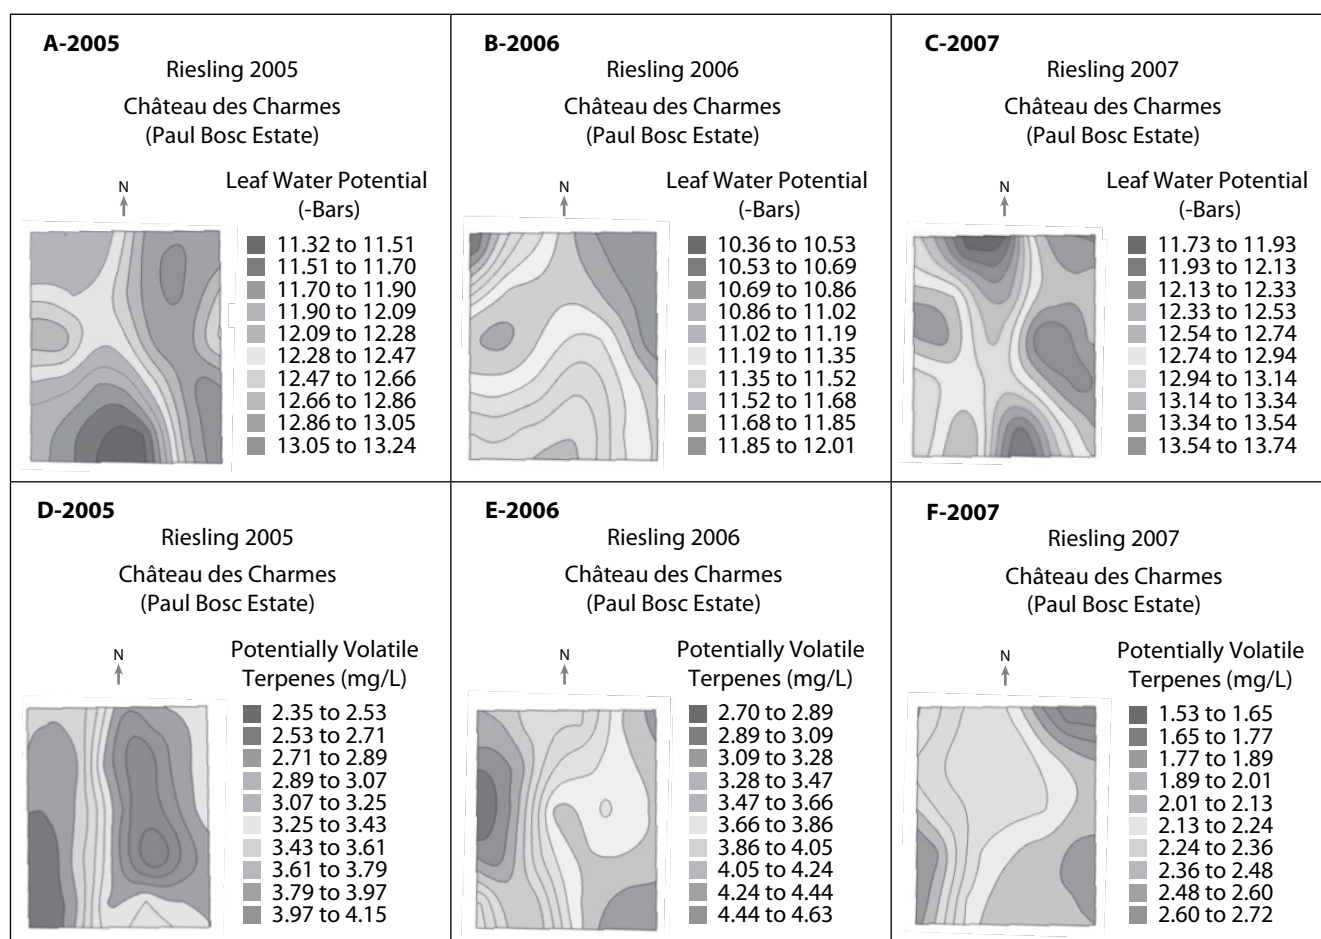 A-2005
Riesling 2005
Château des Charmes
(Paul Bosc Estate)
N
Leaf Water Potential
(-Bars)
11.32 to 11.51
11.51 to 11.70
11.70 to 11.90
11.90 to 12.09
12.09 to 12.28
12.28 to 12.47
12.47 to 12.66
12.66 to 12.86
12.86 to 13.05
13.05 to 13.24
B-2006
Riesling 2006
Château des Charmes
(Paul Bosc Estate)
N
Leaf Water Potential
(-Bars)
10.36 to 10.53
10.53 to 10.69
10.69 to 10.86
10.86 to 11.02
11.02 to 11.19
11.19 to 11.35
11.35 to 11.52
11.52 to 11.68
11.68 to 11.85
11.85 to 12.01
C-2007
Riesling 2007
Château des Charmes
(Paul Bosc Estate)
N
Leaf Water Potential
(-Bars)
11.73 to 11.93
11.93 to 12.13
12.13 to 12.33
12.33 to 12.53
12.54 to 12.74
12.74 to 12.94
12.94 to 13.14
13.14 to 13.34
13.34 to 13.54
13.54 to 13.74
D-2005
Riesling 2005
Château des Charmes
(Paul Bosc Estate)
N
Potentially Volatile
Terpenes (mg/L)
2.35 to 2.53
2.53 to 2.71
2.71 to 2.89
2.89 to 3.07
3.07 to 3.25
3.25 to 3.43
3.43 to 3.61
3.61 to 3.79
3.79 to 3.97
3.97 to 4.15
E-2006
Riesling 2006
Château des Charmes
(Paul Bosc Estate)
N
Potentially Volatile
Terpenes (mg/L)
2.70 to 2.89
2.89 to 3.09
3.09 to 3.28
3.28 to 3.47
3.47 to 3.66
3.66 to 3.86
3.86 to 4.05
4.05 to 4.24
4.24 to 4.44
4.44 to 4.63
F-2007
Riesling 2007
Château des Charmes
(Paul Bosc Estate)
N
Potentially Volatile
Terpenes (mg/L)
1.53 to 1.65
1.65 to 1.77
1.77 to 1.89
1.89 to 2.01
2.01 to 2.13
2.13 to 2.24
2.24 to 2.36
2.36 to 2.48
2.48 to 2.60
2.60 to 2.72